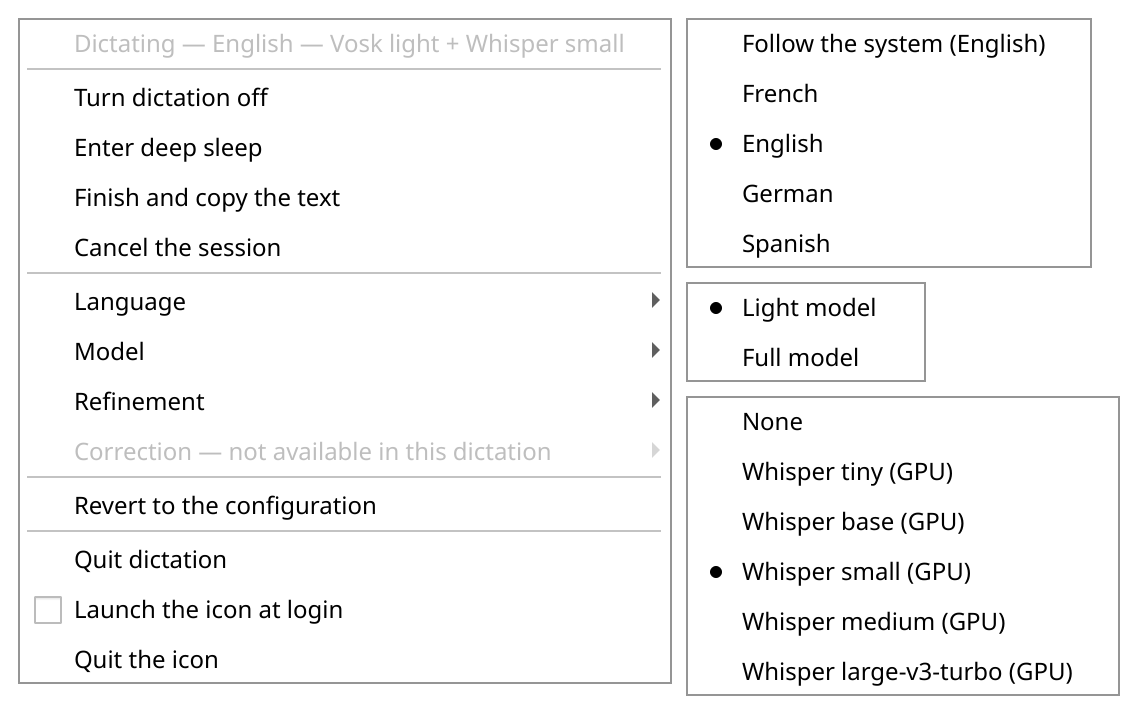 Dictating — English — Vosk light + Whisper small
Turn dictation off
Enter deep sleep
Finish and copy the text
Cancel the session
Language
Model
Refinement
Correction — not available in this dictation
Revert to the configuration
Quit dictation
Launch the icon at login
Quit the icon
Follow the system (English)
French
English
German
Spanish
Light model
Full model
None
Whisper tiny (GPU)
Whisper base (GPU)
Whisper small (GPU)
Whisper medium (GPU)
Whisper large-v3-turbo (GPU)